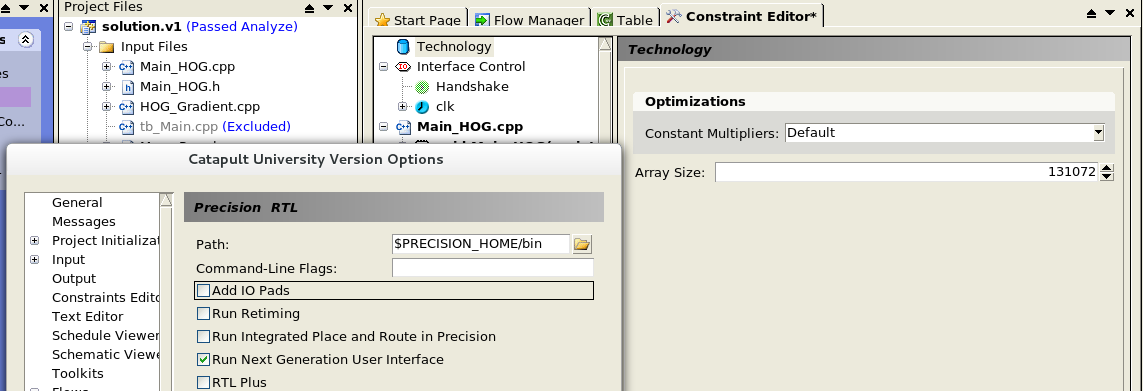 Project Files
solution.v1 (Passed Analyze)
Input Files
Main_HOG.cpp
Main_HOG.h
HOG_Gradient.cpp
tb_Main.cpp (Excluded)
Start Page
Flow Manager
Table
Constraint Editor*
Technology
Interface Control
Handshake
clk
Main_HOG.cpp
Technology
Optimizations
Constant Multipliers: Default
Array Size: 131072
Catapult University Version Options
General
Messages
Project Initializat
Input
Output
Constraints Edito
Text Editor
Schedule Viewer
Schematic Viewe
Toolkits
Precision RTL
Path: $PRECISION_HOME/bin
Command-Line Flags:
Add IO Pads
Run Retiming
Run Integrated Place and Route in Precision
Run Next Generation User Interface
RTL Plus